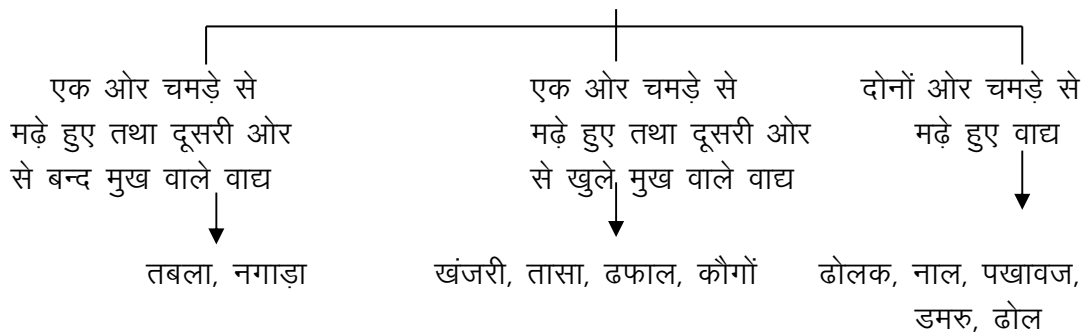 एक ओर चमड़े से
मढ़े हुए तथा दूसरी ओर
से बन्द मुख वाले वाद्य
तबला, नगाड़ा
एक ओर चमड़े से
मढ़े हुए तथा दूसरी ओर
से खुले मुख वाले वाद्य
खंजरी, तासा, ढफाल, कौगों
दोनों ओर चमड़े से
मढ़े हुए वाद्य
ढोलक, नाल, पखावज,
डमरु, ढोल